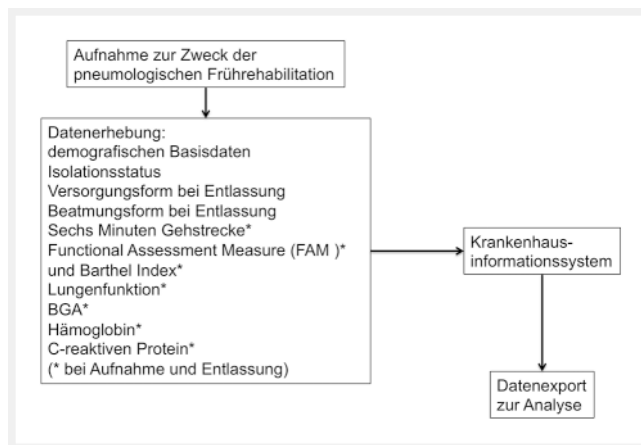 Aufnahme zur Zweck der
pneumologischen Frührehabilitation
Datenerhebung:
demografischen Basisdaten
Isolationsstatus
Versorgungsform bei Entlassung
Beatmungsform bei Entlassung
Sechs Minuten Gehstrecke*
Functional Assessment Measure (FAM )*
und Barthel Index*
Lungenfunktion*
BGA*
Hämoglobin*
C-reaktiven Protein*
(* bei Aufnahme und Entlassung)
Krankenhaus-
informationssystem
Datenexport
zur Analyse